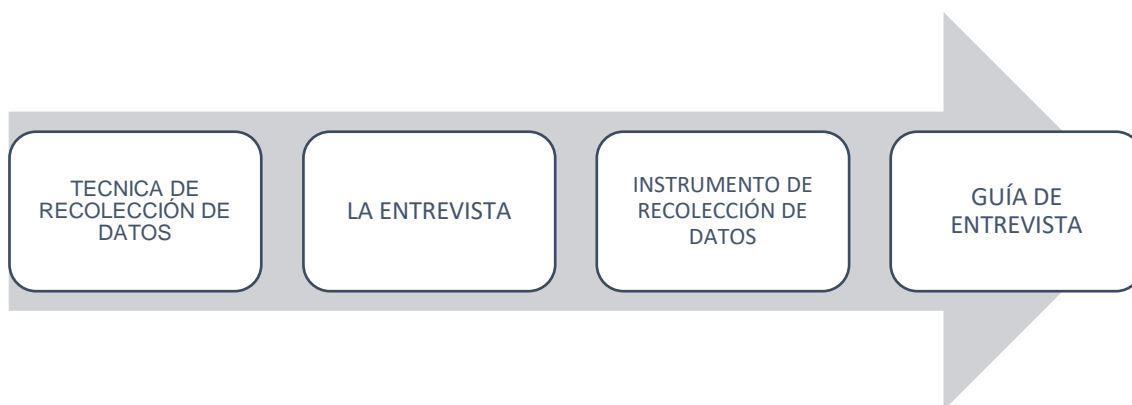 TECNICA DE
RECOLECCIÓN DE
DATOS
LA ENTREVISTA
INSTRUMENTO DE
RECOLECCIÓN DE
DATOS
GUÍA DE
ENTREVISTA